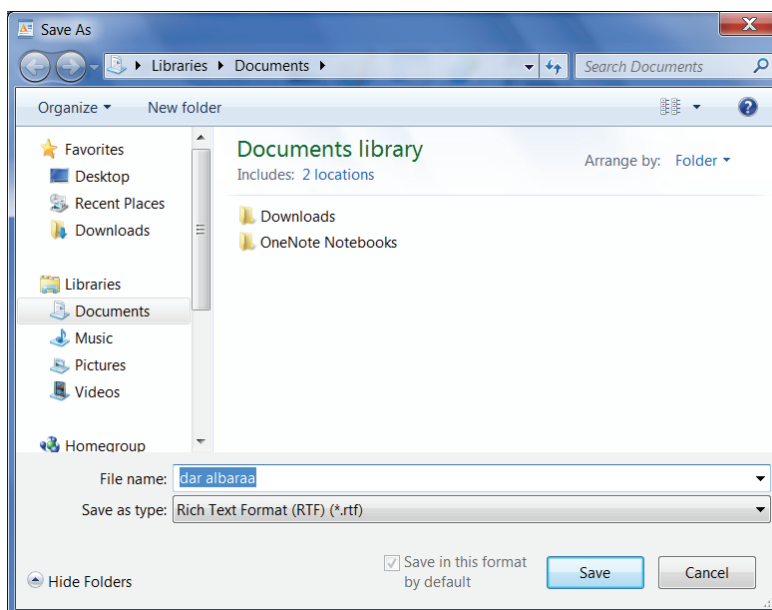 Save As
Libraries Documents
Search Documents
Organize New folder
Favorites
Desktop
Recent Places
Downloads
Libraries
Documents
Music
Pictures
Videos
Homegroup
Documents library
Includes: 2 locations
Arrange by: Folder
Downloads
OneNote Notebooks
File name: dar albaraa
Save as type: Rich Text Format (RTF) (*.rtf)
Hide Folders
Save in this format
by default
Save Cancel